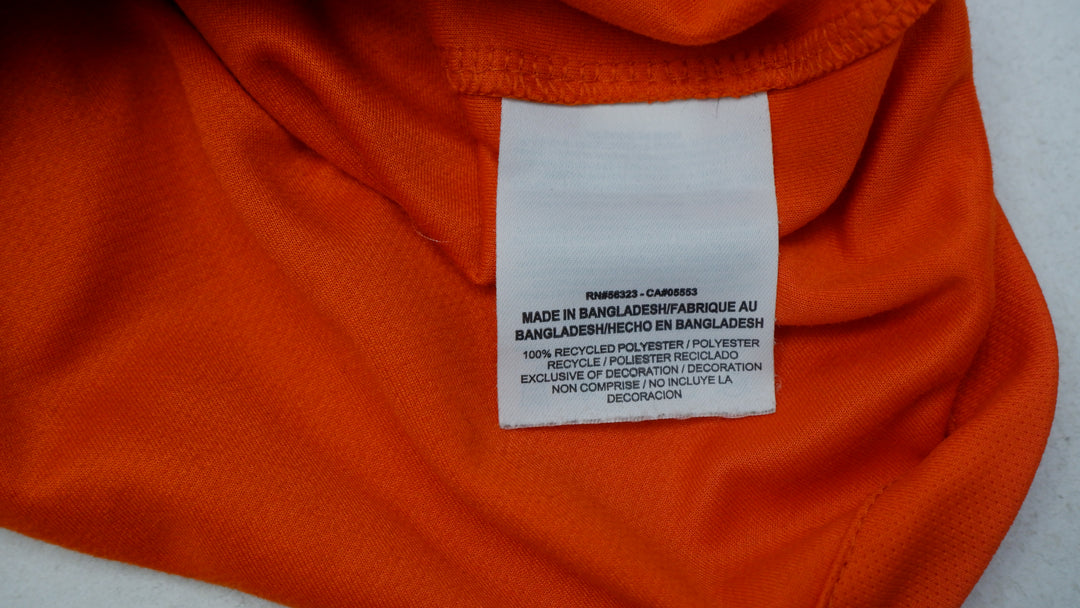 RN#56323 - CA#05553
MADE IN BANGLADESH/FABRIQUE AU
BANGLADESH/HECHO EN BANGLADESH
100% RECYCLED POLYESTER / POLYESTER
RECYCLE / POLIESTER RECICLADO
EXCLUSIVE OF DECORATION / DECORATION
NON COMPRISE / NO INCLUYE LA
DECORACION